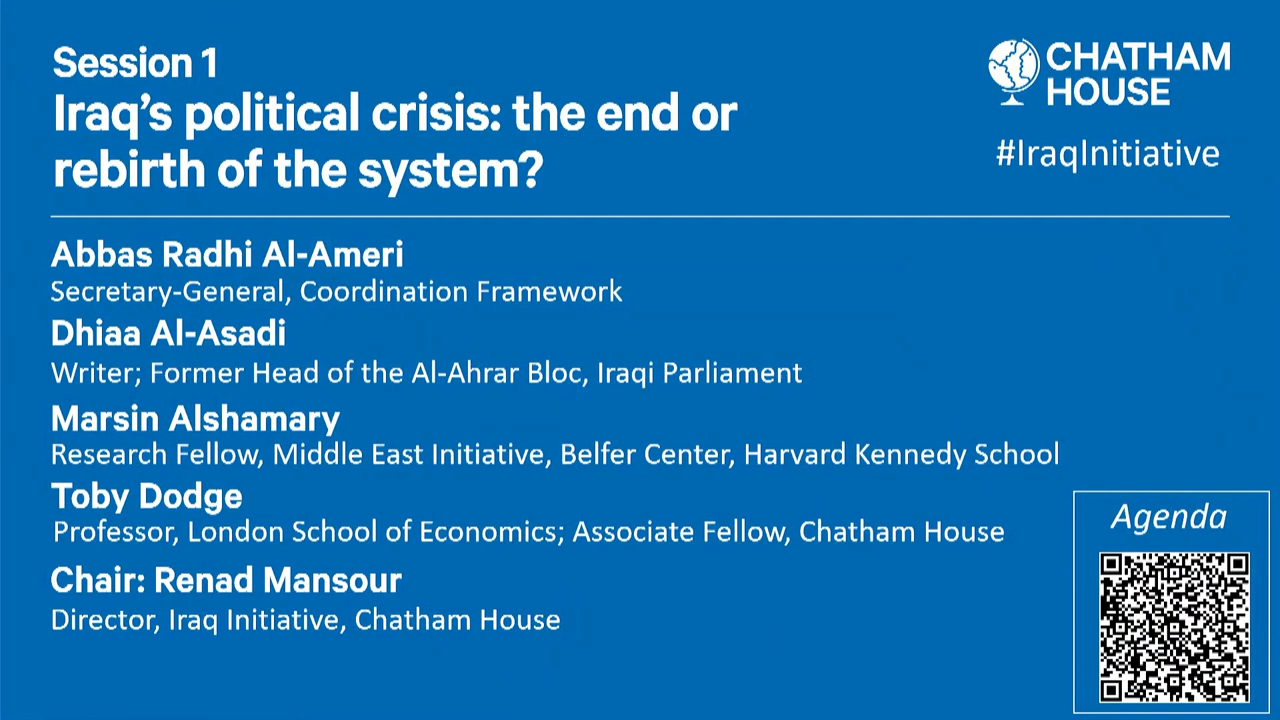 Session 1
Iraq’s political crisis: the end or
rebirth of the system?
CHATHAM
HOUSE
#IraqInitiative
Abbas Radhi Al-Ameri
Secretary-General, Coordination Framework
Dhiaa Al-Asadi
Writer; Former Head of the Al-Ahrar Bloc, Iraqi Parliament
Marsin Alshamary
Research Fellow, Middle East Initiative, Belfer Center, Harvard Kennedy School
Toby Dodge
Professor, London School of Economics; Associate Fellow, Chatham House
Chair: Renad Mansour
Director, Iraq Initiative, Chatham House
Agenda